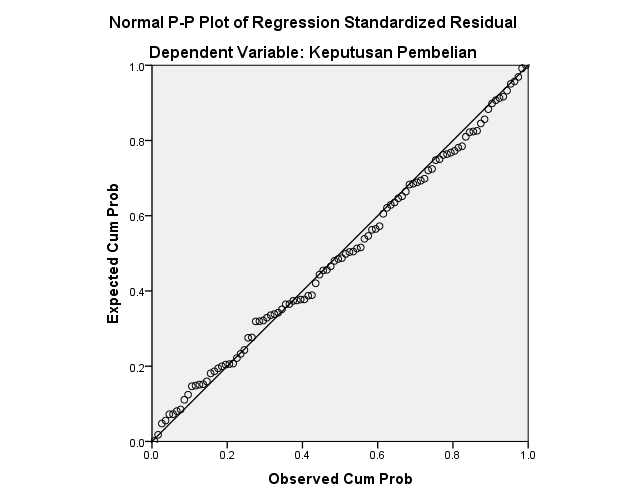 Normal P-P Plot of Regression Standardized Residual
Dependent Variable: Keputusan Pembelian
1.0
0.8
0.6
0.4
0.2
0.0
Expected Cum Prob
0.0 0.2 0.4 0.6 0.8 1.0
Observed Cum Prob